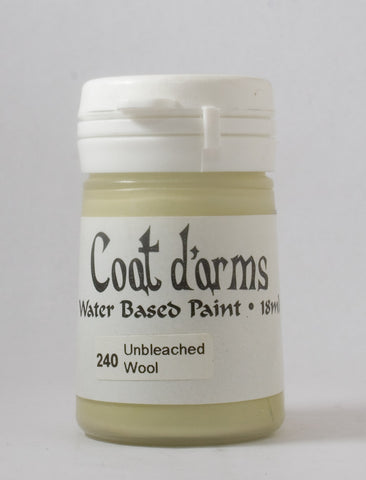 Coat d'arms
Water Based Paint • 18ml
240 Unbleached
Wool